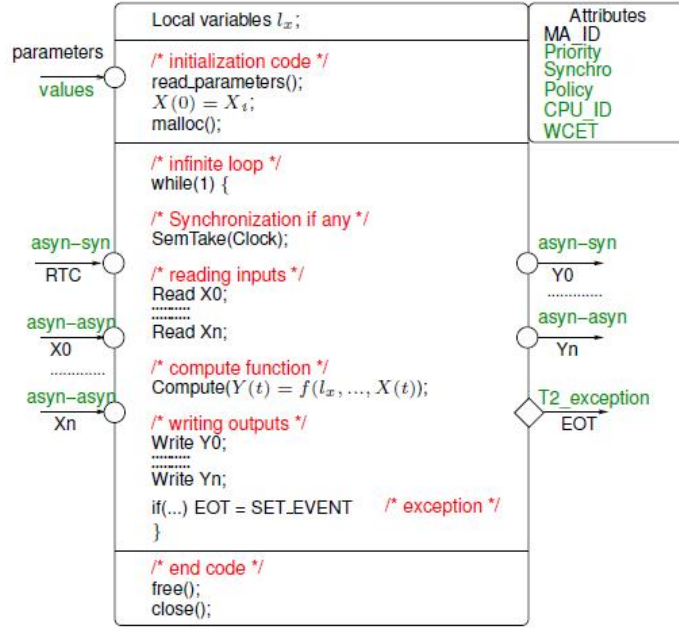 Local variables l_x;
Attributes
MA_ID
Priority
Synchro
Policy
CPU_ID
WCET
parameters
values
/* initialization code */
read_parameters();
X(0) = X_i;
malloc();
/* infinite loop */
while(1) {
/* Synchronization if any */
SemTake(Clock);
asyn-syn
RTC
asyn-syn
Y0
.............
/* reading inputs */
Read X0;
..........
Read Xn;
asyn-asyn
X0
.............
asyn-asyn
Yn
/* compute function */
Compute(Y(t) = f(l_x, ..., X(t));
asyn-asyn
Xn
T2_exception
EOT
/* writing outputs */
Write Y0;
..........
Write Yn;
if(...) EOT = SET_EVENT /* exception */
}
/* end code */
free();
close();